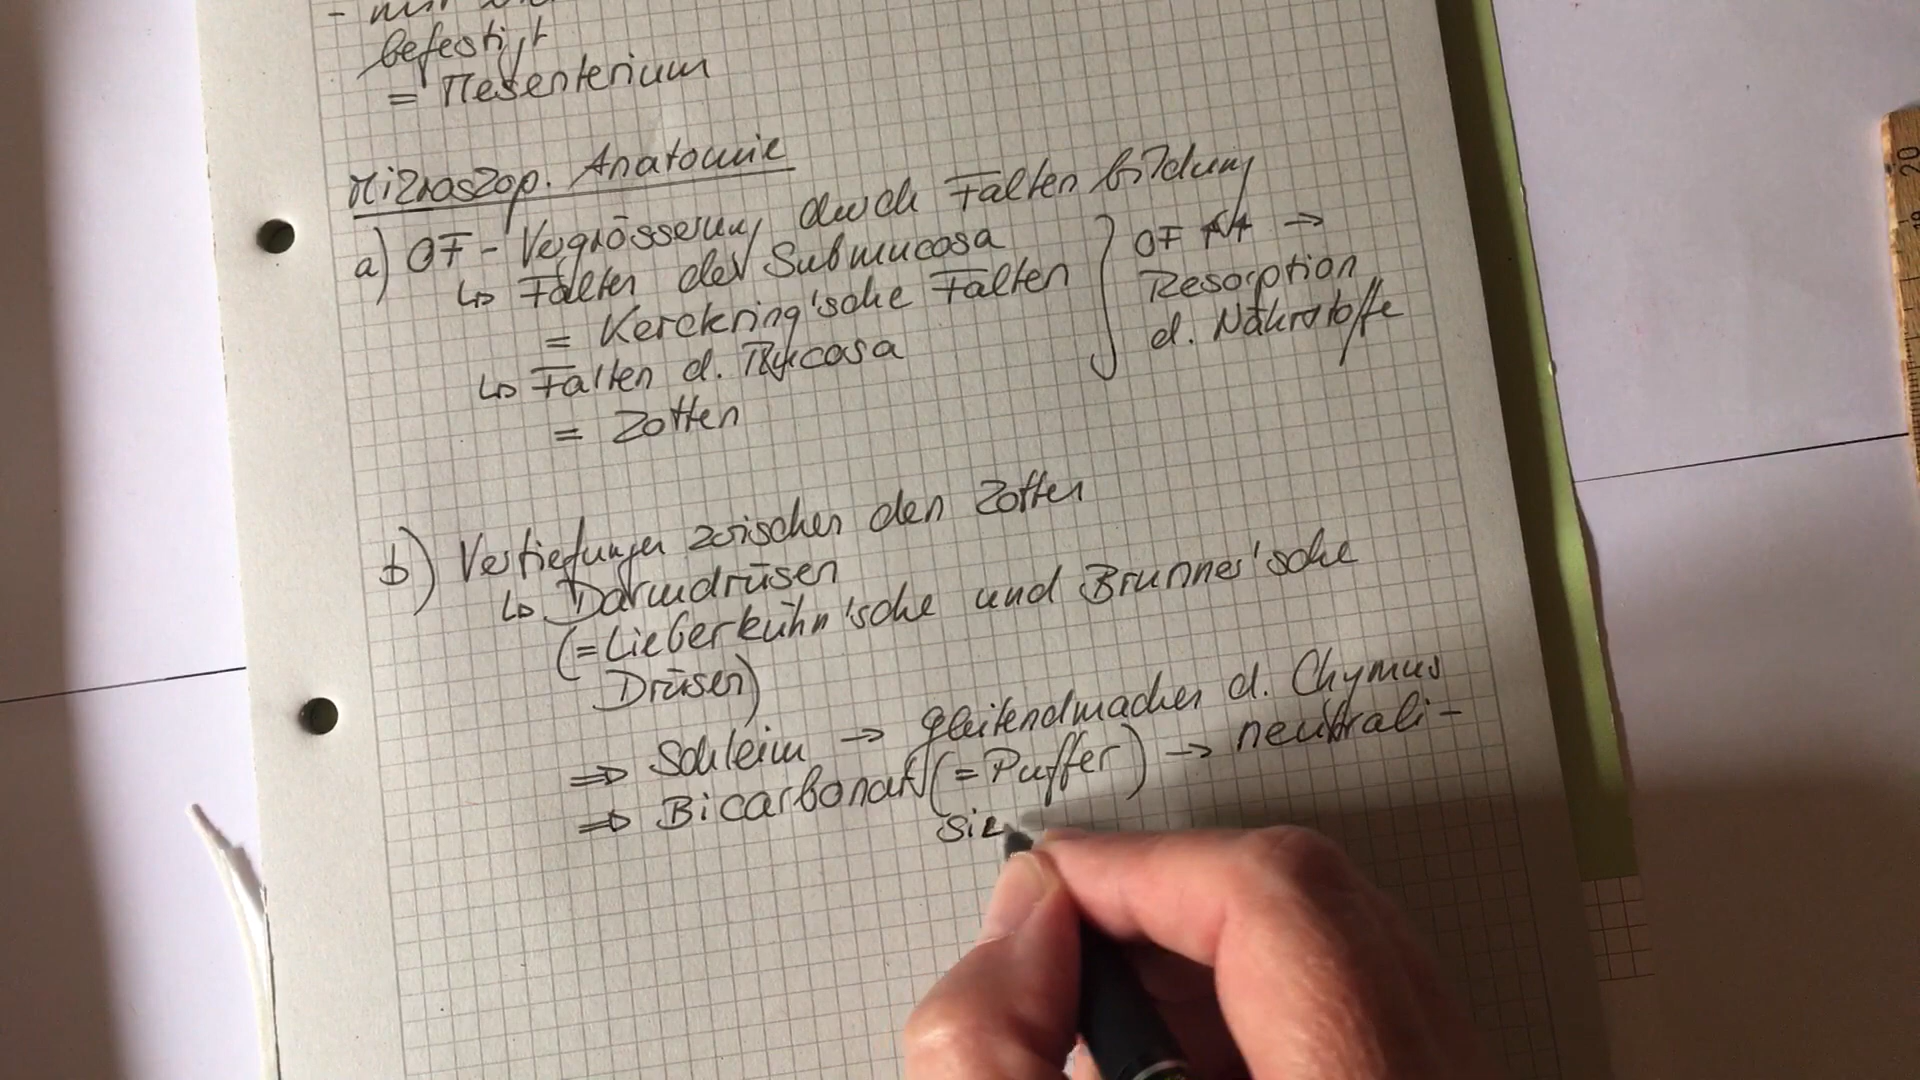 - mit
befestigt
= Mesenterium
Mikroskop. Anatomie
a) OF - Vergrösserung durch Faltenbildung
↳ Falten der Submucosa
= Kerckring'sche Falten
↳ Falten d. Mucosa
= Zotten
OF ↑↑ →
Resorption
d. Nährstoffe
b) Vertiefungen zwischen den Zotten
↳ Darmdrüsen
(= Lieberkühn'sche und Brunner'sche
Drüsen)
⇒ Schleim → gleitendmachen d. Chymus
⇒ Bicarbonat (= Puffer) → neutrali-
sie
20